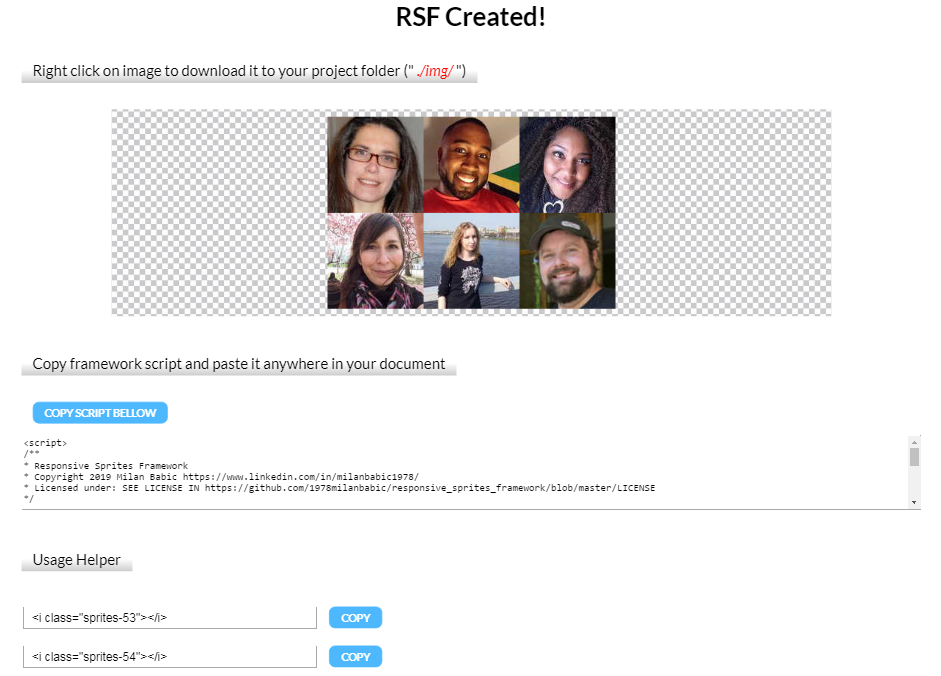 RSF Created!
Right click on image to download it to your project folder (" ./img/ ")
Copy framework script and paste it anywhere in your document
COPY SCRIPT BELLOW
<script>
/**
* Responsive Sprites Framework
* Copyright 2019 Milan Babic https://www.linkedin.com/in/milanbabic1978/
* Licensed under: SEE LICENSE IN https://github.com/1978milanbabic/responsive_sprites_framework/blob/master/LICENSE
*/
Usage Helper
<i class="sprites-53"></i> COPY
<i class="sprites-54"></i> COPY